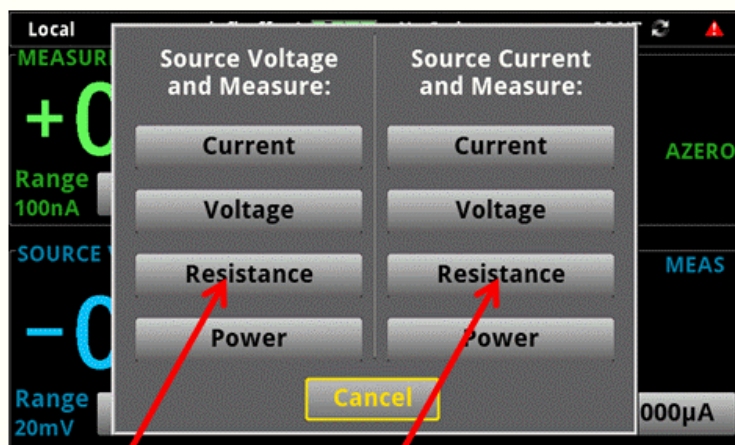 Local
MEASUR
+0
Range
100nA
AZERO
SOURCE V
-0
Range
20mV
MEAS
000µA
Source Voltage
and Measure:
Current
Voltage
Resistance
Power
Source Current
and Measure:
Current
Voltage
Resistance
Power
Cancel